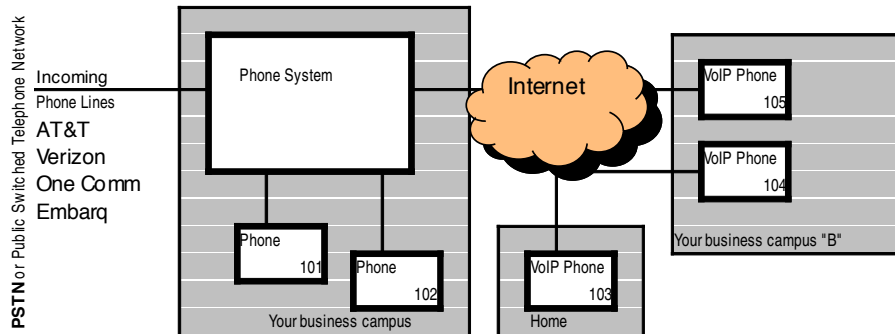 PSTN or Public Switched Telephone Network
Incoming
Phone Lines
AT&T
Verizon
One Comm
Embarq
Phone System
Phone
101
Phone
102
Your business campus
Internet
VoIP Phone
103
Home
VoIP Phone
105
VoIP Phone
104
Your business campus "B"